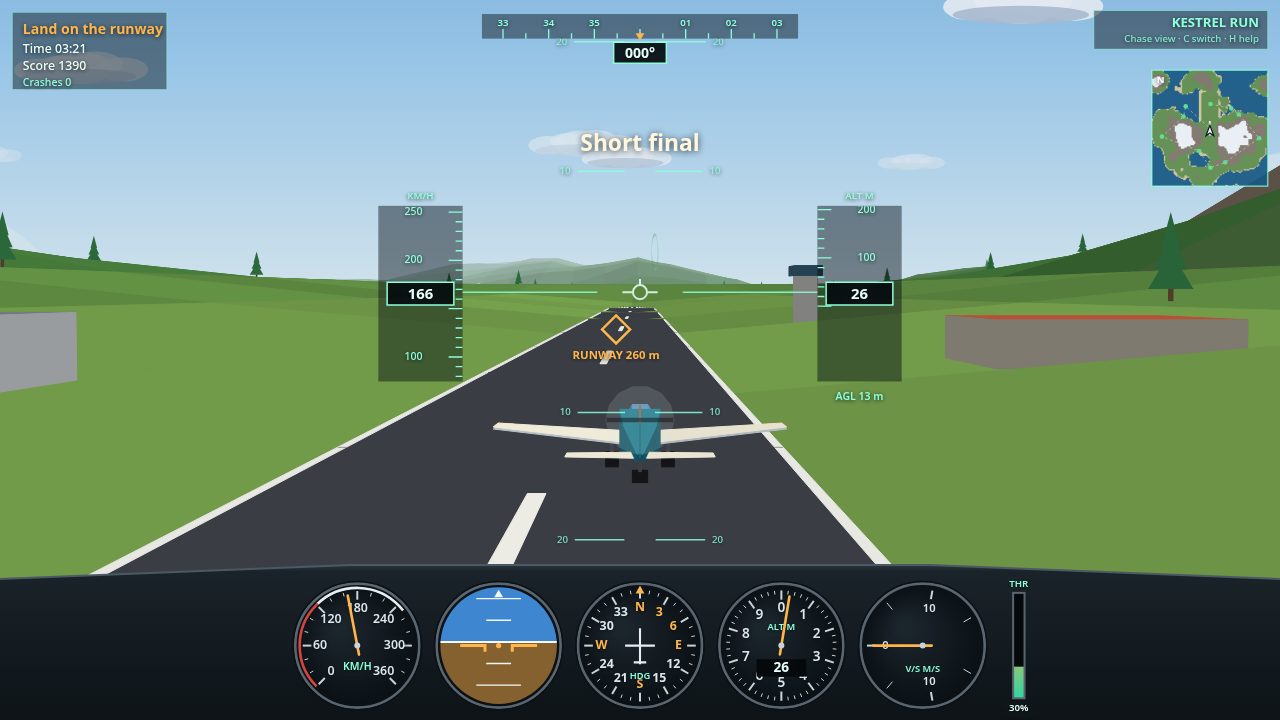 Land on the runway
Time 03:21
Score 1390
Crashes 0
33 34 35 01 02 03
20 20
000°
KESTREL RUN
Chase view · C switch · H help
N
Short final
10 10
KM/H
250
200
166
100
ALT M
200
100
26
RUNWAY 260 m
AGL 13 m
10 10
20 20
0 60 120 180 240 300 360
KM/H
N 3 6 E 12 15 S 21 24 W 30 33
HDG
0 1 2 3 5 7 8 9
ALT M
26
10
0
V/S M/S
10
THR
30%